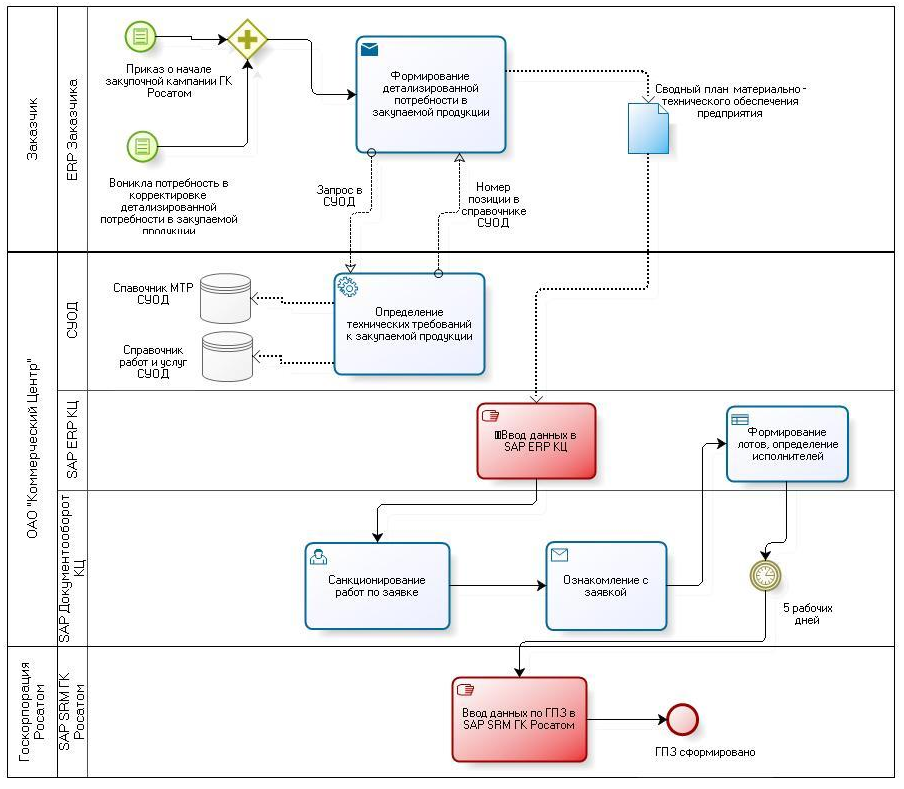 Заказчик
ERP Заказчика
Приказ о начале
закупочной кампании ГК
Росатом
Воникла потребность в
корректировке
детализированной
потребности в закупаемой
продукции
Формирование
детализированной
потребности в
закупаемой продукции
Сводный план материально -
технического обеспечения
предприятия
Запрос в
СУОД
Номер
позиции в
справочнике
СУОД
ОАО "Коммерческий Центр"
СУОД
Спавочник МТР
СУОД
Справочник
работ и услуг
СУОД
Определение
технических требований
к закупаемой продукции
SAP ERP КЦ
Ввод данных в
SAP ERP КЦ
Формирование
лотов, определение
исполнителей
SAP Документооборот
КЦ
Санкционирование
работ по заявке
Ознакомление с
заявкой
5 рабочих
дней
Госкорпорация
Росатом
SAP SRM ГК
Росатом
Ввод данных по ГПЗ в
SAP SRM ГК Росатом
ГПЗ сформировано